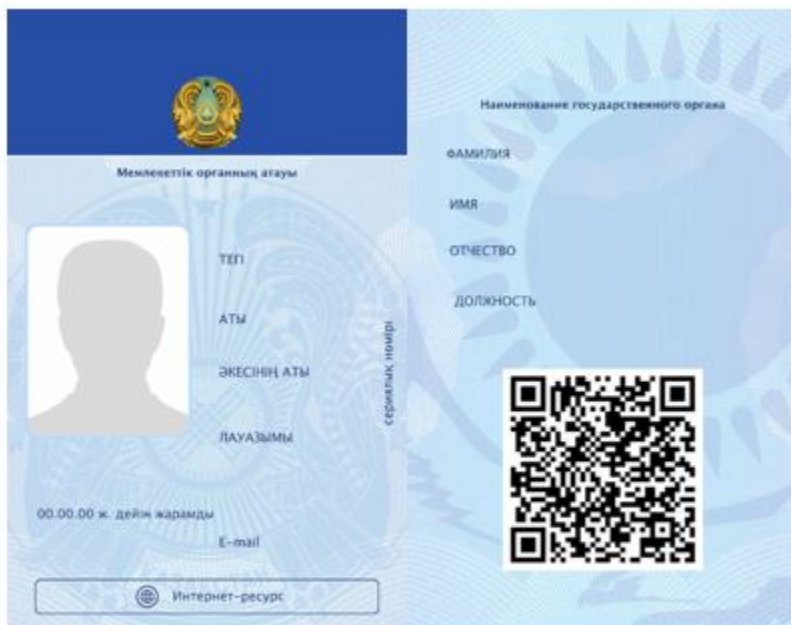 Мемлекеттік органның атауы
ТЕГІ
АТЫ
ӘКЕСІНІҢ АТЫ
ЛАУАЗЫМЫ
сериялық номірі
00.00.00 ж. дейін жарамды
E-mail
Интернет-ресурс
Наименование государственного органа
ФАМИЛИЯ
ИМЯ
ОТЧЕСТВО
ДОЛЖНОСТЬ